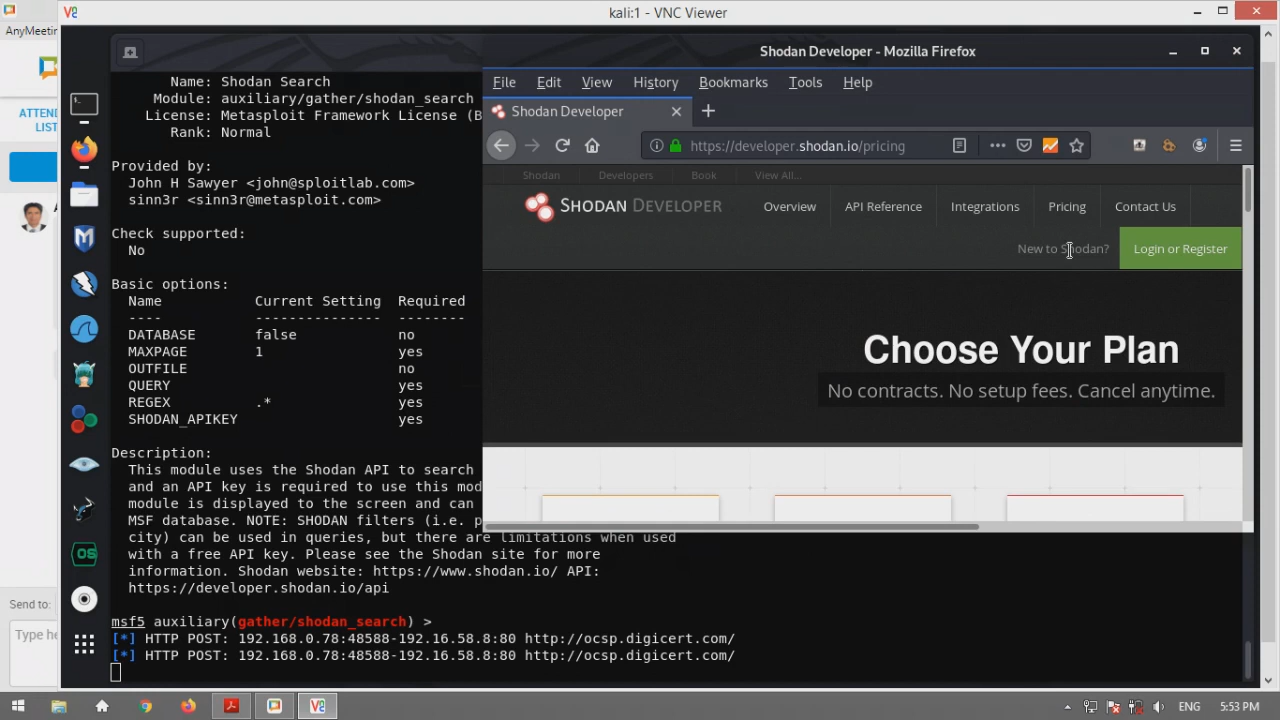 kali:1 - VNC Viewer
AnyMeetin
ATTEND
LIST
A
Send to:
Type he
Name: Shodan Search
Module: auxiliary/gather/shodan_search
License: Metasploit Framework License (B
Rank: Normal
Provided by:
John H Sawyer <john@sploitlab.com>
sinn3r <sinn3r@metasploit.com>
Check supported:
No
Basic options:
Name Current Setting Required
---- --------------- --------
DATABASE false no
MAXPAGE 1 yes
OUTFILE no
QUERY yes
REGEX .* yes
SHODAN_APIKEY yes
Description:
This module uses the Shodan API to search
and an API key is required to use this mod
module is displayed to the screen and can
MSF database. NOTE: SHODAN filters (i.e. p
city) can be used in queries, but there are limitations when used
with a free API key. Please see the Shodan site for more
information. Shodan website: https://www.shodan.io/ API:
https://developer.shodan.io/api
msf5 auxiliary(gather/shodan_search) >
[*] HTTP POST: 192.168.0.78:48588-192.16.58.8:80 http://ocsp.digicert.com/
[*] HTTP POST: 192.168.0.78:48588-192.16.58.8:80 http://ocsp.digicert.com/
Shodan Developer - Mozilla Firefox
File Edit View History Bookmarks Tools Help
Shodan Developer
https://developer.shodan.io/pricing
Shodan Developers Book View All...
SHODAN DEVELOPER Overview API Reference Integrations Pricing Contact Us
New to Shodan? Login or Register
Choose Your Plan
No contracts. No setup fees. Cancel anytime.
ENG 5:53 PM